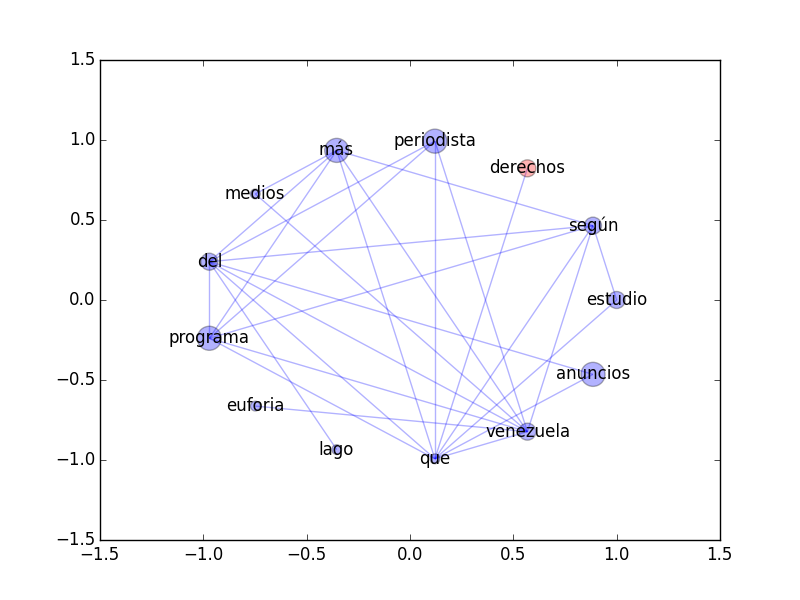 1.5
1.0
0.5
0.0
−0.5
−1.0
−1.5
periodista
más
derechos
medios
según
del
estudio
programa
anuncios
euforia
venezuela
lago
que
−1.5 −1.0 −0.5 0.0 0.5 1.0 1.5